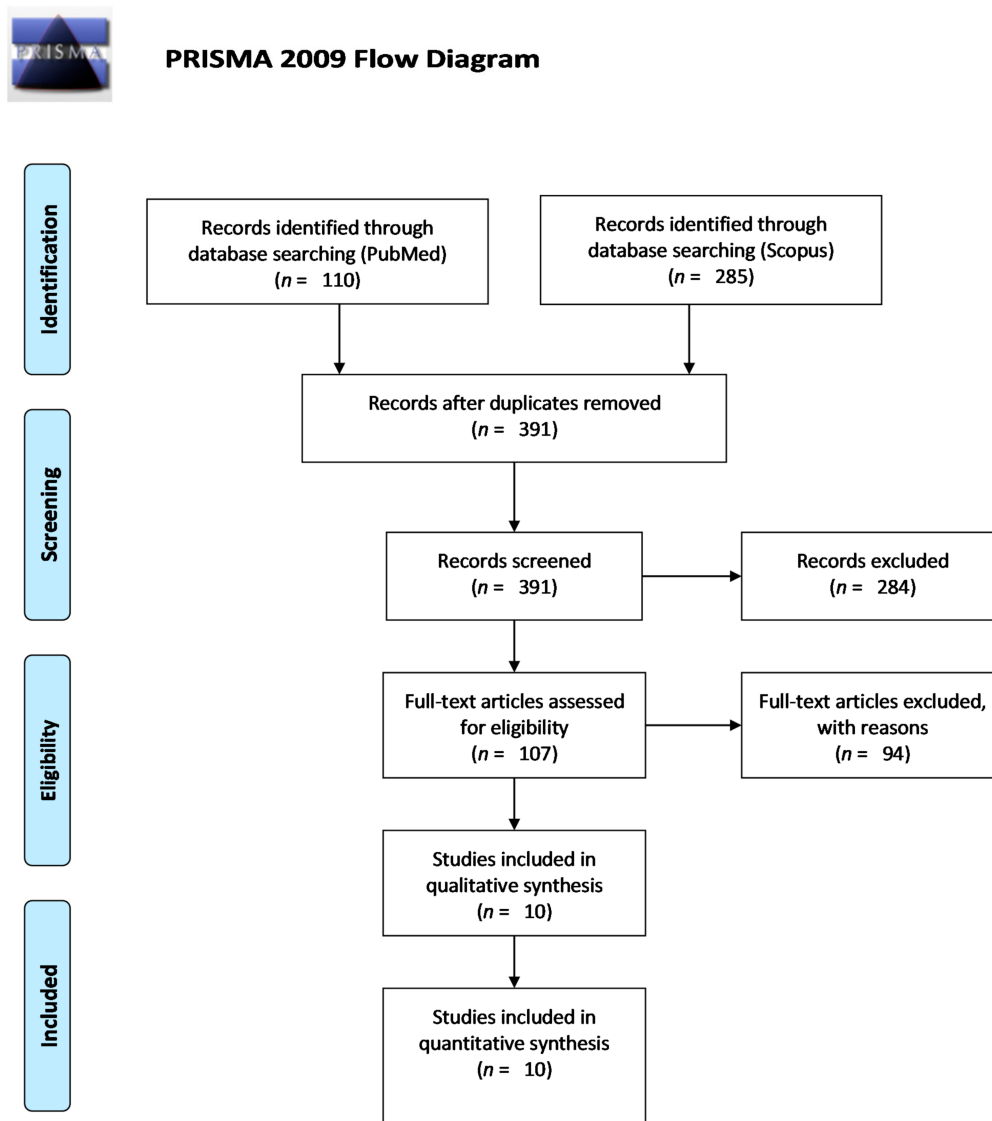 PRISMA
PRISMA 2009 Flow Diagram
Identification
Records identified through
database searching (PubMed)
(n = 110)
Records identified through
database searching (Scopus)
(n = 285)
Records after duplicates removed
(n = 391)
Screening
Records screened
(n = 391)
Records excluded
(n = 284)
Eligibility
Full-text articles assessed
for eligibility
(n = 107)
Full-text articles excluded,
with reasons
(n = 94)
Studies included in
qualitative synthesis
(n = 10)
Included
Studies included in
quantitative synthesis
(n = 10)